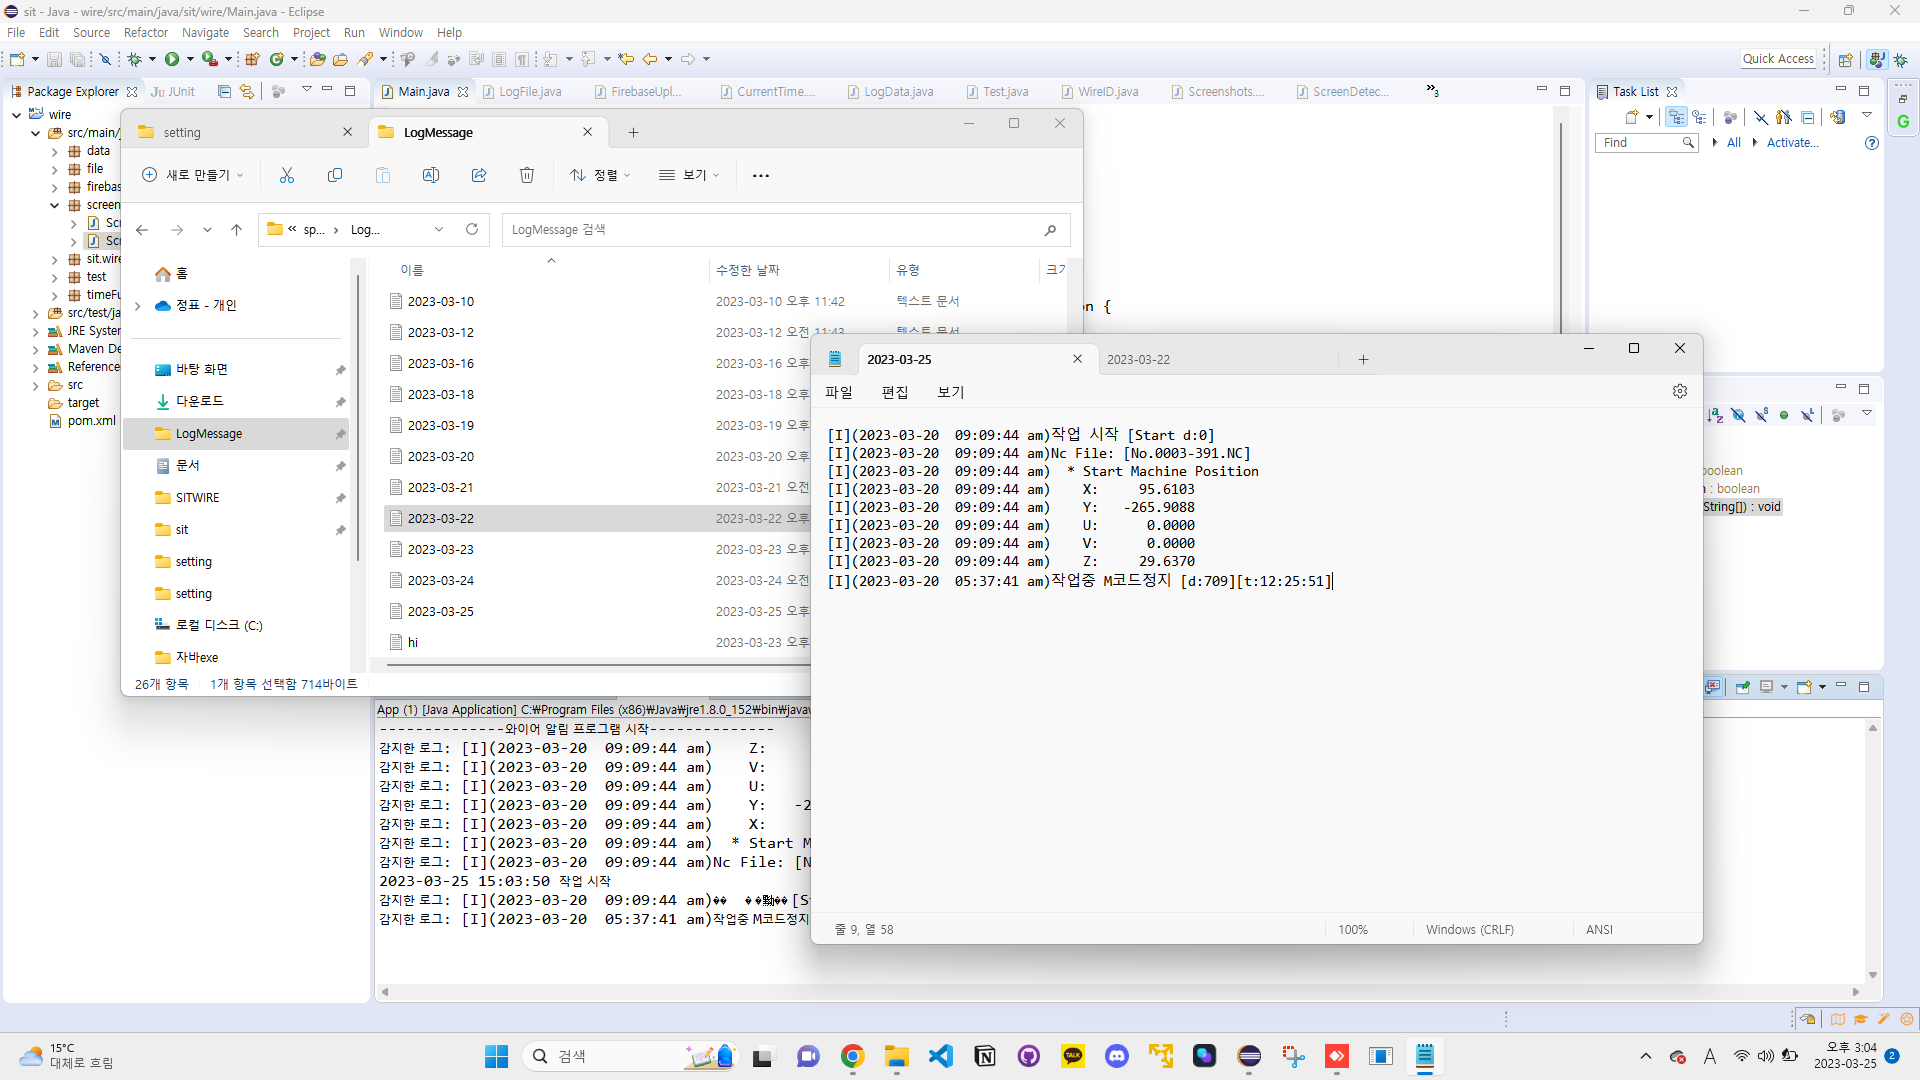 sit - Java - wire/src/main/java/sit/wire/Main.java - Eclipse
File Edit Source Refactor Navigate Search Project Run Window Help
Quick Access
Package Explorer JUnit
Main.java LogFile.java FirebaseUpl... CurrentTime.... LogData.java Test.java WireID.java Screenshots.... ScreenDetec... 3
Task List
Find All Activate...
wire
src/main/
data
file
firebas
screen
Scr
Scr
sit.wire
test
timeFu
src/test/ja
JRE System
Maven De
Reference
src
target
pom.xml
setting LogMessage
새로 만들기 정렬 보기
sp... Log...
LogMessage 검색
홈
정표 - 개인
바탕 화면
다운로드
LogMessage
문서
SITWIRE
sit
setting
setting
로컬 디스크 (C:)
자바exe
이름 수정한 날짜 유형 크기
2023-03-10 2023-03-10 오후 11:42 텍스트 문서
2023-03-12 2023-03-12 오전 11:43 텍스트 문서
2023-03-16 2023-03-16 오후
2023-03-18 2023-03-18 오후
2023-03-19 2023-03-19 오후
2023-03-20 2023-03-20 오후
2023-03-21 2023-03-21 오전
2023-03-22 2023-03-22 오후
2023-03-23 2023-03-23 오후
2023-03-24 2023-03-24 오전
2023-03-25 2023-03-25 오후
hi 2023-03-23 오후
26개 항목 1개 항목 선택함 714바이트
n {
2023-03-25 2023-03-22
파일 편집 보기
[I](2023-03-20  09:09:44 am)작업 시작 [Start d:0]
[I](2023-03-20  09:09:44 am)Nc File: [No.0003-391.NC]
[I](2023-03-20  09:09:44 am)  * Start Machine Position
[I](2023-03-20  09:09:44 am)    X:     95.6103
[I](2023-03-20  09:09:44 am)    Y:   -265.9088
[I](2023-03-20  09:09:44 am)    U:      0.0000
[I](2023-03-20  09:09:44 am)    V:      0.0000
[I](2023-03-20  09:09:44 am)    Z:     29.6370
[I](2023-03-20  05:37:41 am)작업중 M코드정지 [d:709][t:12:25:51]
줄 9, 열 58 100% Windows (CRLF) ANSI
boolean
: boolean
String[]) : void
App (1) [Java Application] C:₩Program Files (x86)₩Java₩jre1.8.0_152₩bin₩javaw
--------------와이어 알림 프로그램 시작--------------
감지한 로그: [I](2023-03-20  09:09:44 am)    Z:
감지한 로그: [I](2023-03-20  09:09:44 am)    V:
감지한 로그: [I](2023-03-20  09:09:44 am)    U:
감지한 로그: [I](2023-03-20  09:09:44 am)    Y:   -2
감지한 로그: [I](2023-03-20  09:09:44 am)    X:
감지한 로그: [I](2023-03-20  09:09:44 am)  * Start M
감지한 로그: [I](2023-03-20  09:09:44 am)Nc File: [N
2023-03-25 15:03:50 작업 시작
감지한 로그: [I](2023-03-20  09:09:44 am)
감지한 로그: [I](2023-03-20  05:37:41 am)작업중 M코드정지
15°C
대체로 흐림
검색
TALK
A
오후 3:04
2023-03-25
2